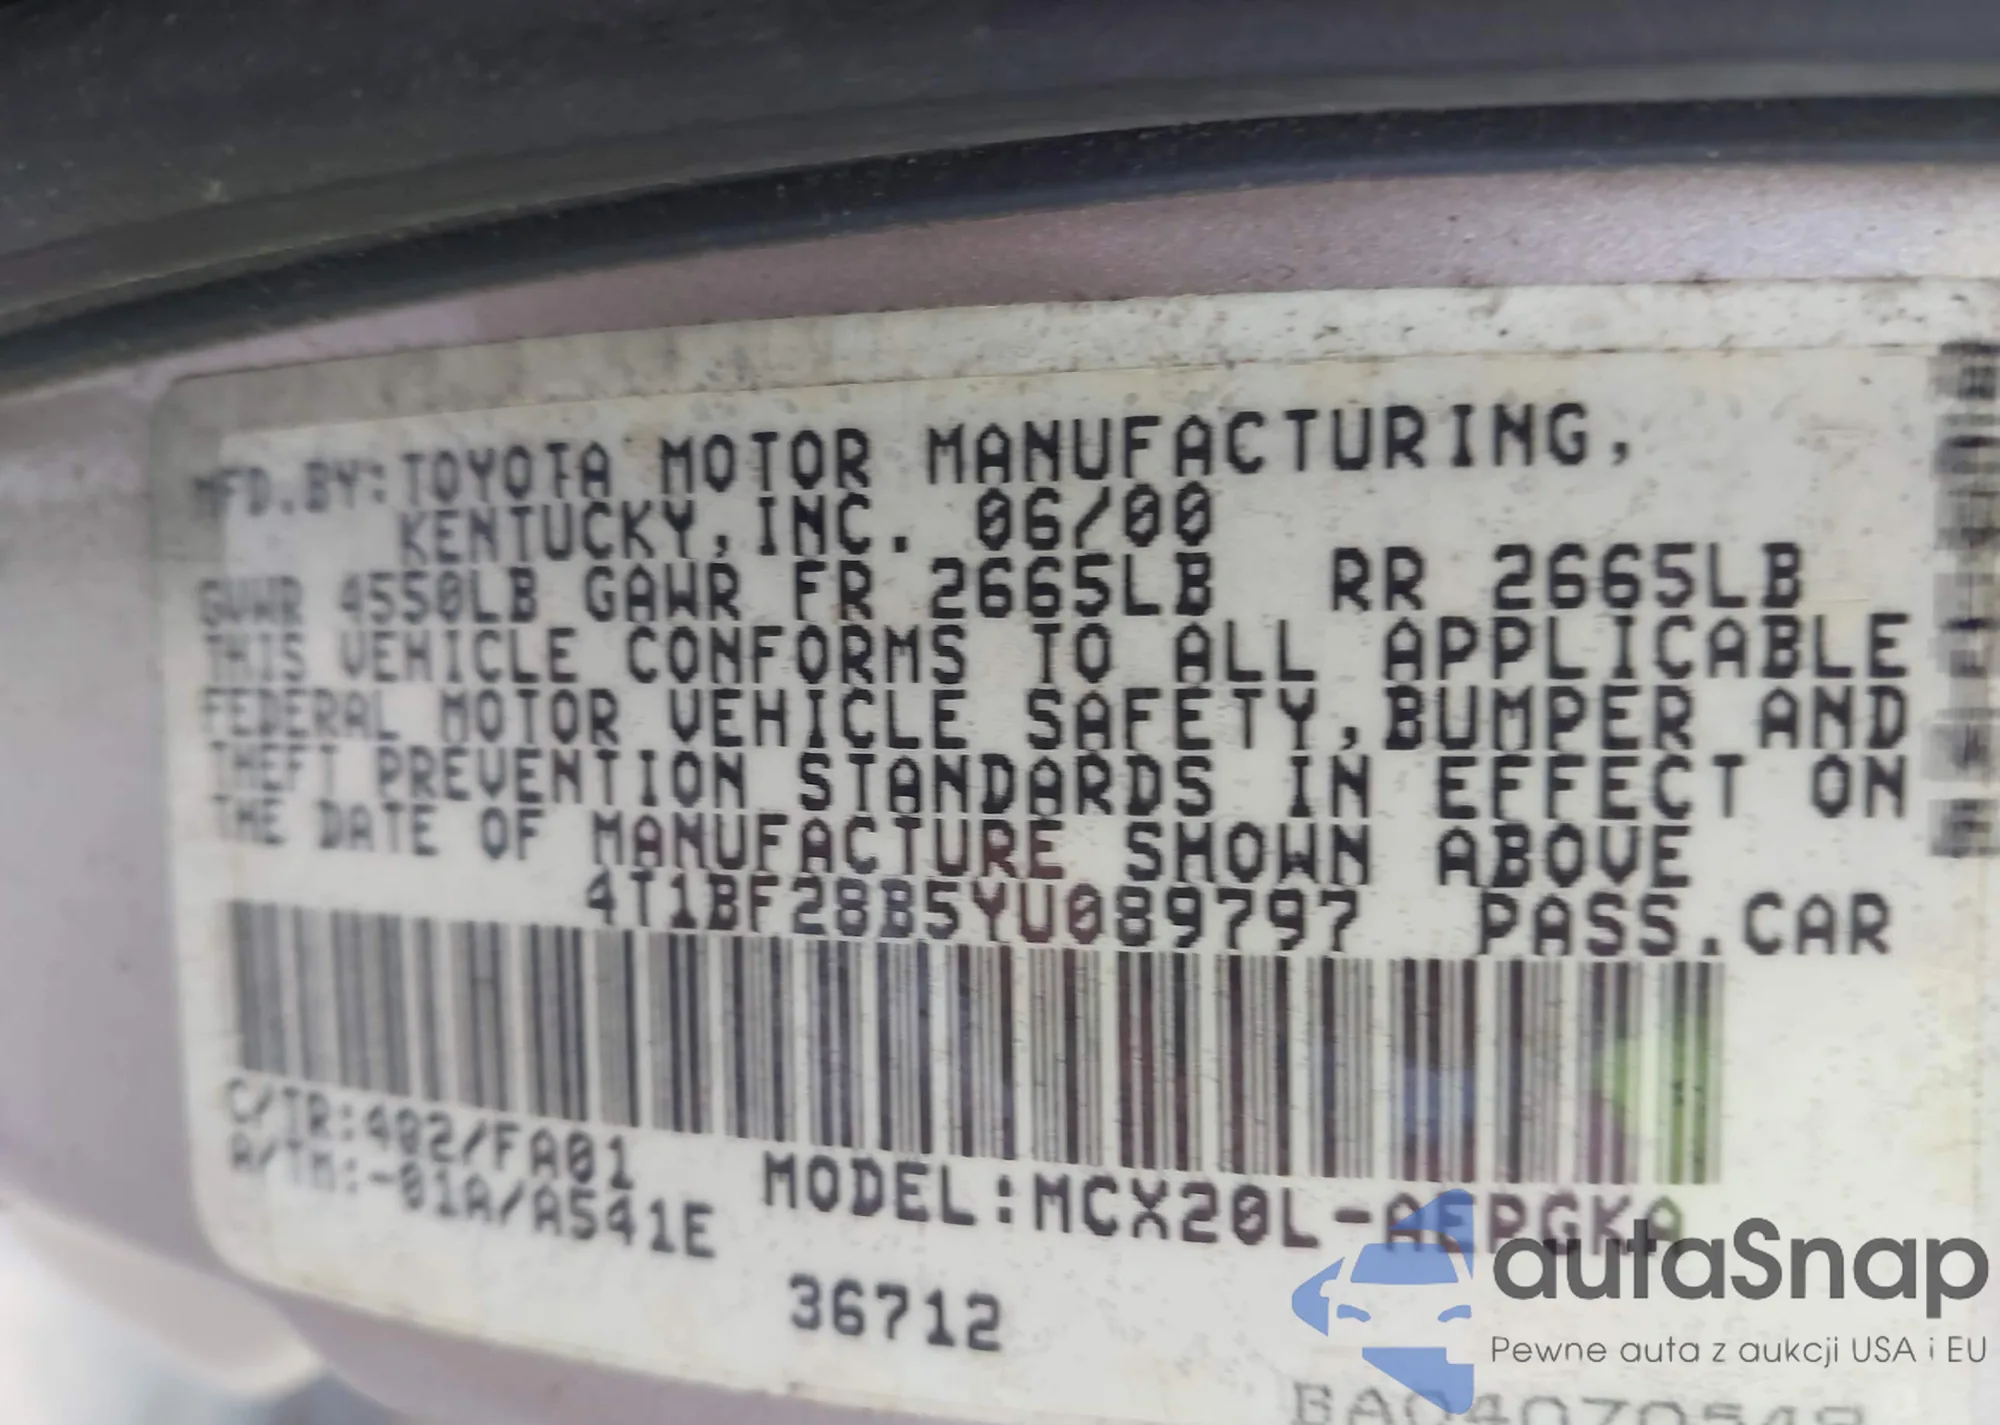 MFD.BY:TOYOTA MOTOR MANUFACTURING,
KENTUCKY,INC. 06/00
GVWR 4550LB GAWR FR 2665LB RR 2665LB
THIS VEHICLE CONFORMS TO ALL APPLICABLE
FEDERAL MOTOR VEHICLE SAFETY,BUMPER AND
THEFT PREVENTION STANDARDS IN EFFECT ON
THE DATE OF MANUFACTURE SHOWN ABOVE
4T1BF28B5YU089797 PASS.CAR
C/TR:402/FA01
A/TM:-01A/A541E
MODEL:MCX20L-AEPGKA
36712
autaSnap
Pewne auta z aukcji USA i EU